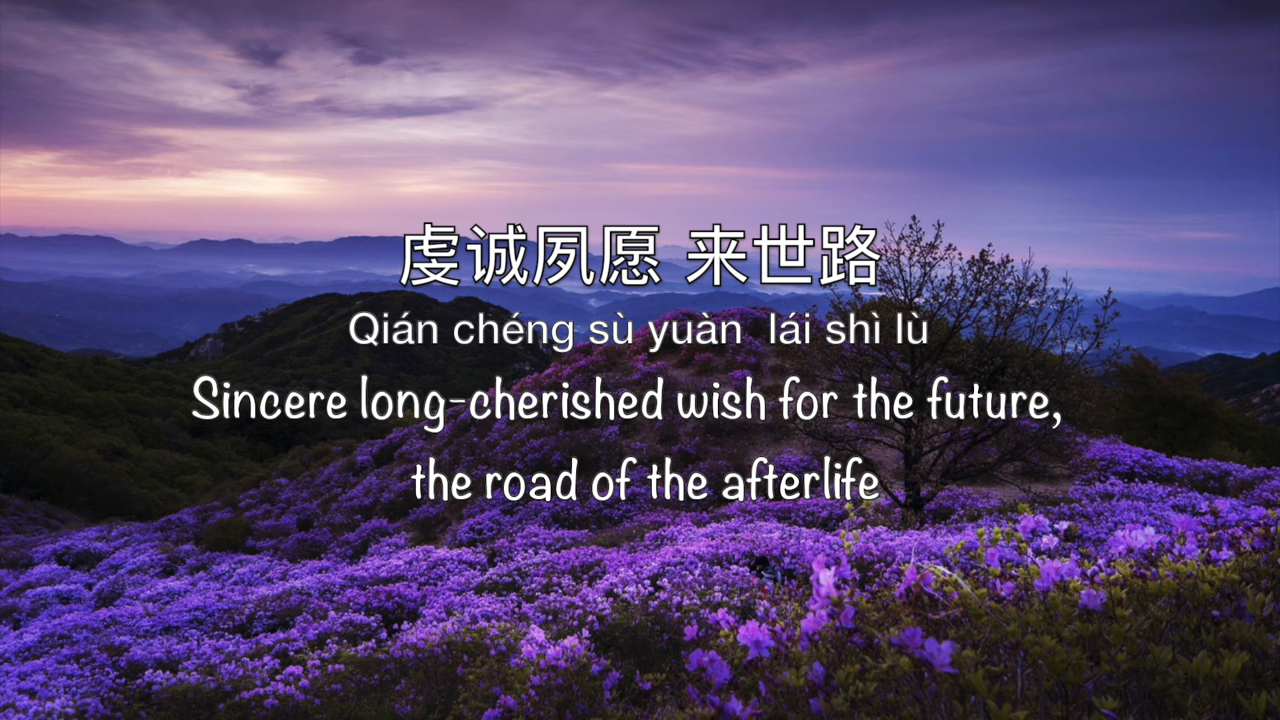 虔诚夙愿 来世路
Qián chéng sù yuàn  lái shì lù
Sincere long-cherished wish for the future,
the road of the afterlife